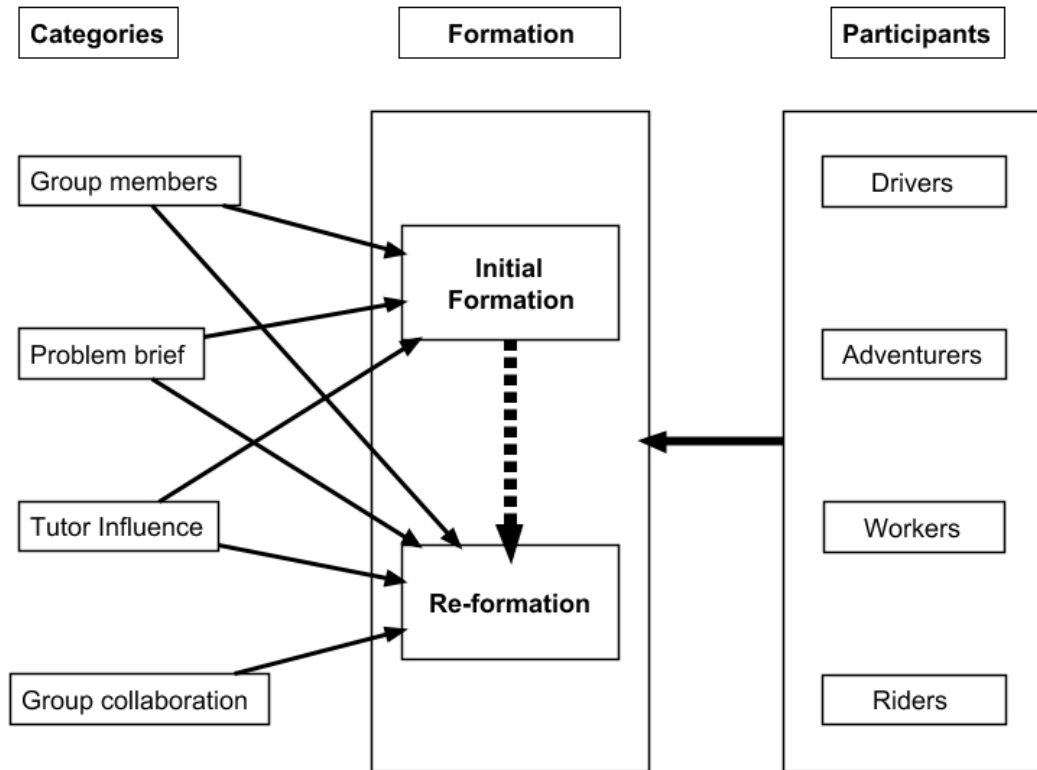 Categories
Formation
Participants
Group members
Drivers
Initial
Formation
Problem brief
Adventurers
Tutor Influence
Workers
Re-formation
Group collaboration
Riders